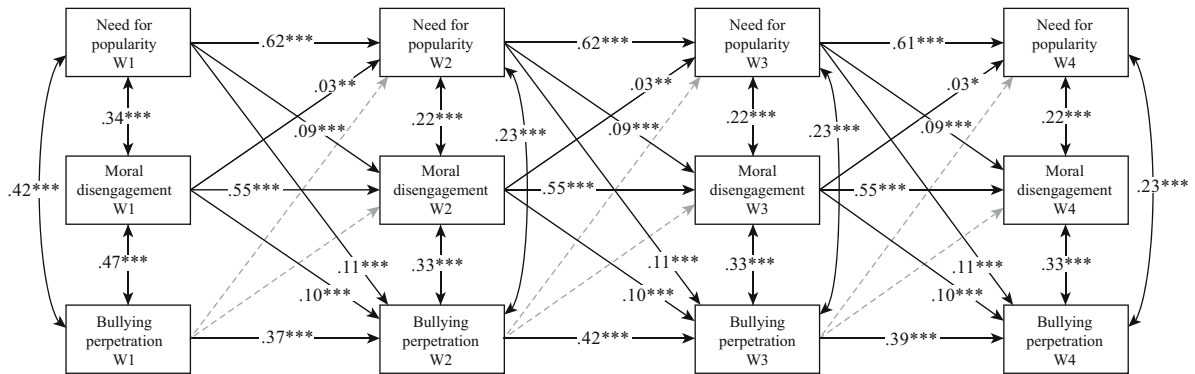 Need for
popularity
W1
Need for
popularity
W2
Need for
popularity
W3
Need for
popularity
W4
.62***
.62***
.61***
.03**
.03**
.03*
.34***
.09***
.22***
.23***
.09***
.22***
.23***
.09***
.22***
Moral
disengagement
W1
Moral
disengagement
W2
Moral
disengagement
W3
Moral
disengagement
W4
.42***
.55***
.55***
.55***
.23***
.47***
.11***
.10***
.33***
.11***
.10***
.33***
.11***
.10***
.33***
Bullying
perpetration
W1
Bullying
perpetration
W2
Bullying
perpetration
W3
Bullying
perpetration
W4
.37***
.42***
.39***